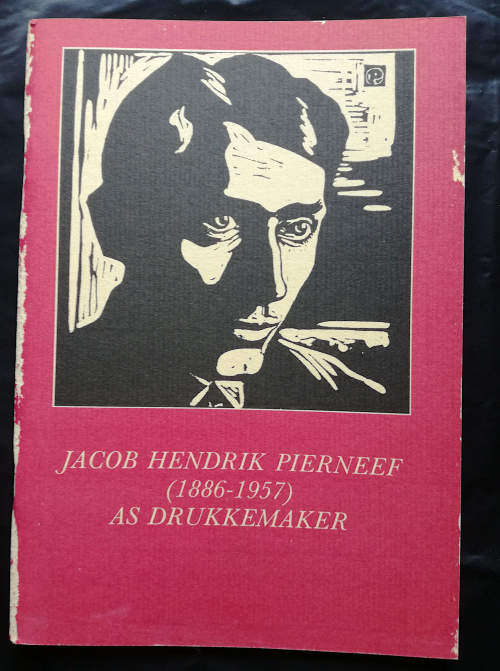 JACOB HENDRIK PIERNEEF
(1886-1957)
AS DRUKKEMAKER